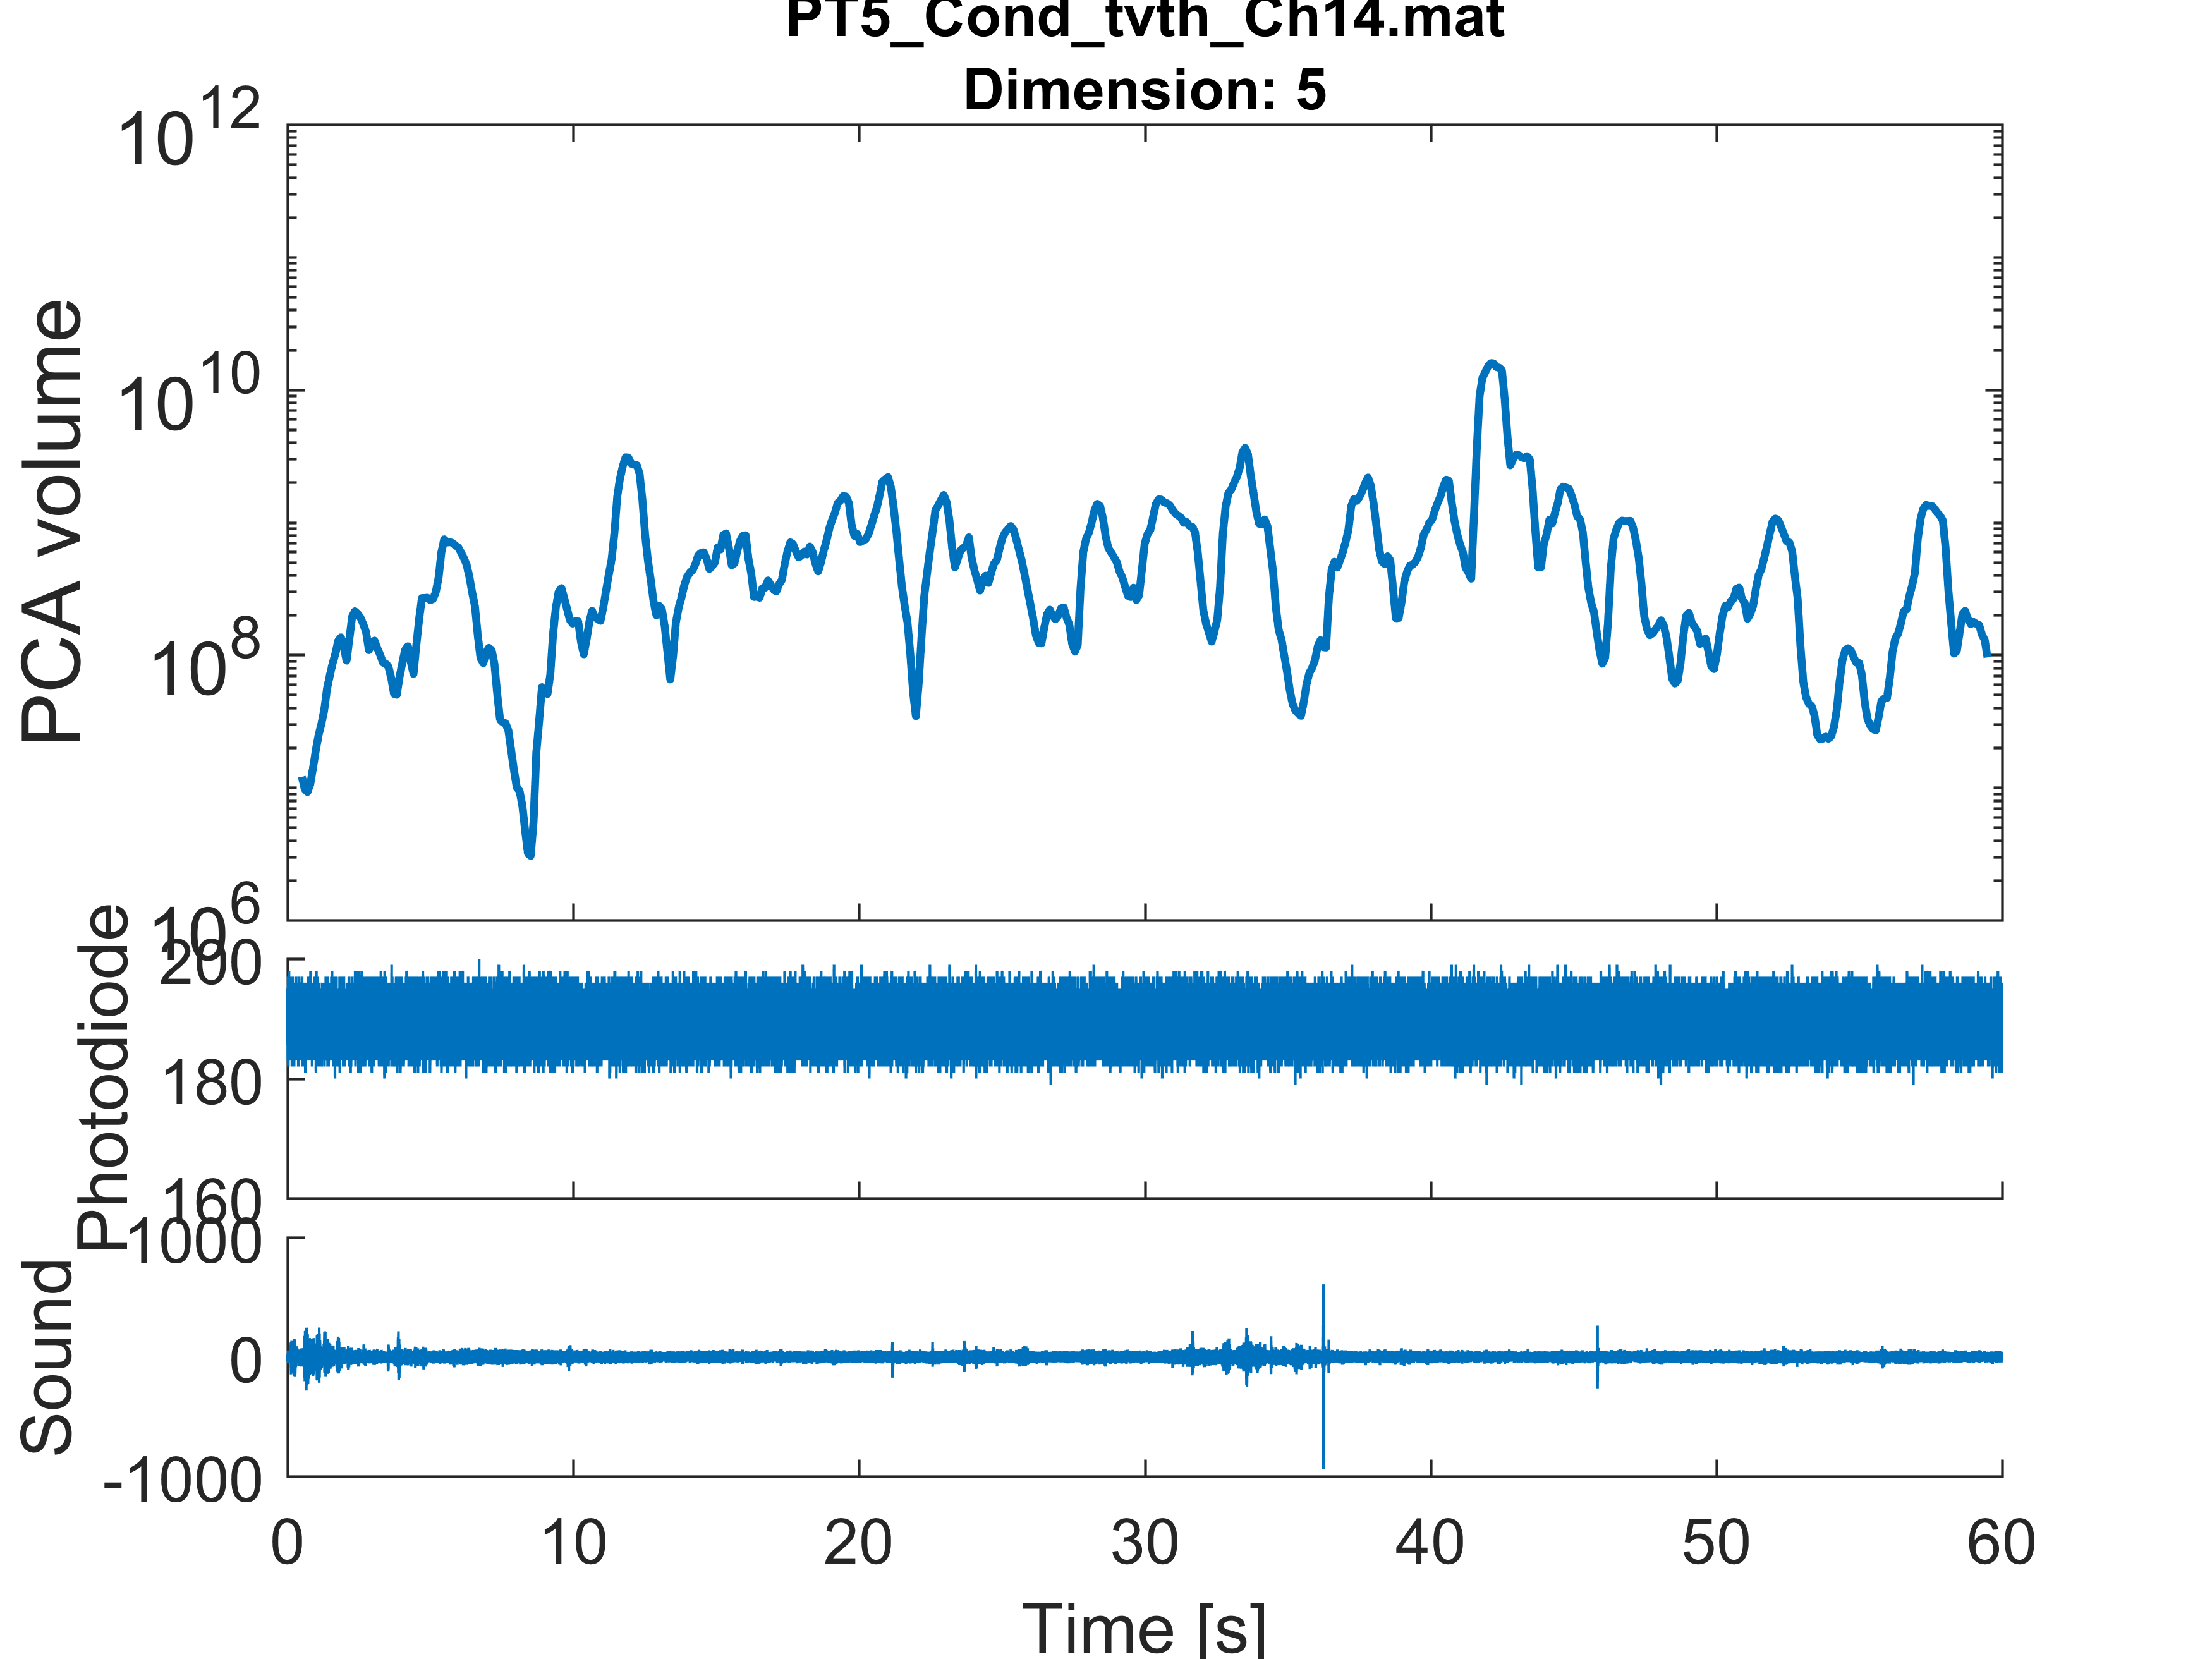 PT5_Cond_tvth_Ch14.mat
Dimension: 5
PCA volume
10^12
10^10
10^8
10^6
Photodiode
200
180
160
Sound
1000
0
-1000
0 10 20 30 40 50 60
Time [s]